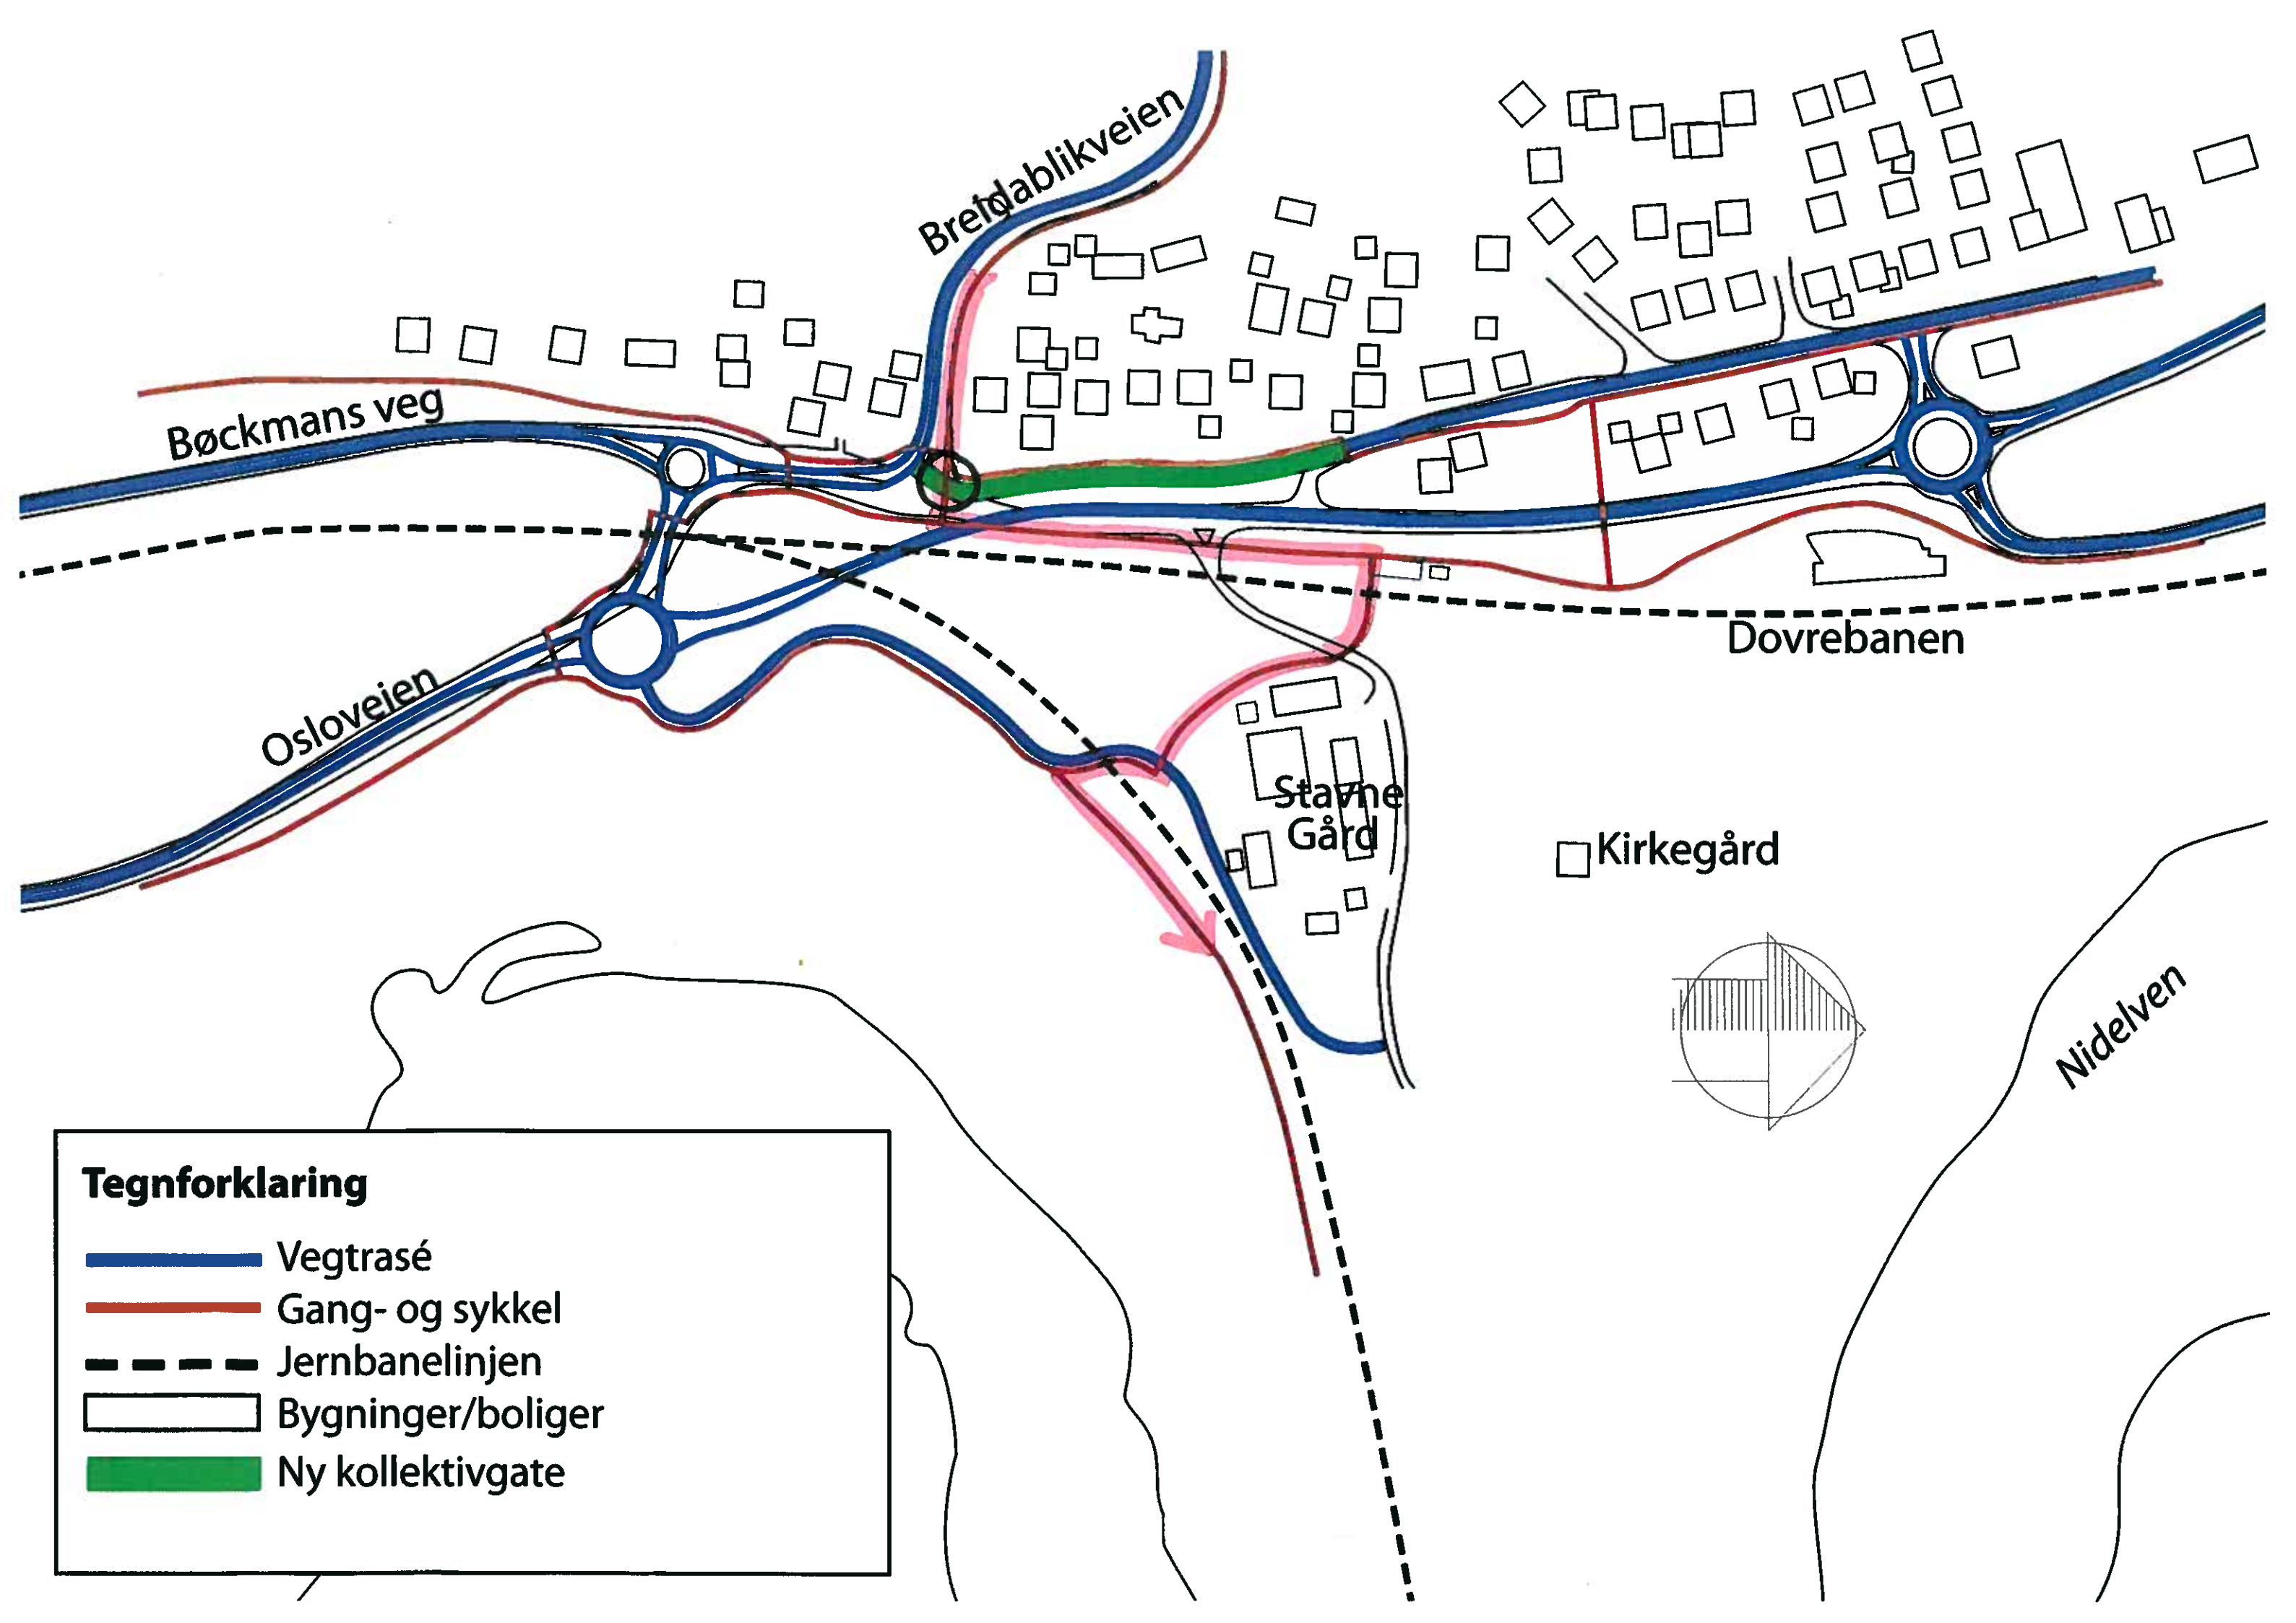 Breidablikveien
Bøckmans veg
Dovrebanen
Osloveien
Stavne
Gård
Kirkegård
Nidelven
Tegnforklaring
Vegtrasé
Gang- og sykkel
Jernbanelinjen
Bygninger/boliger
Ny kollektivgate